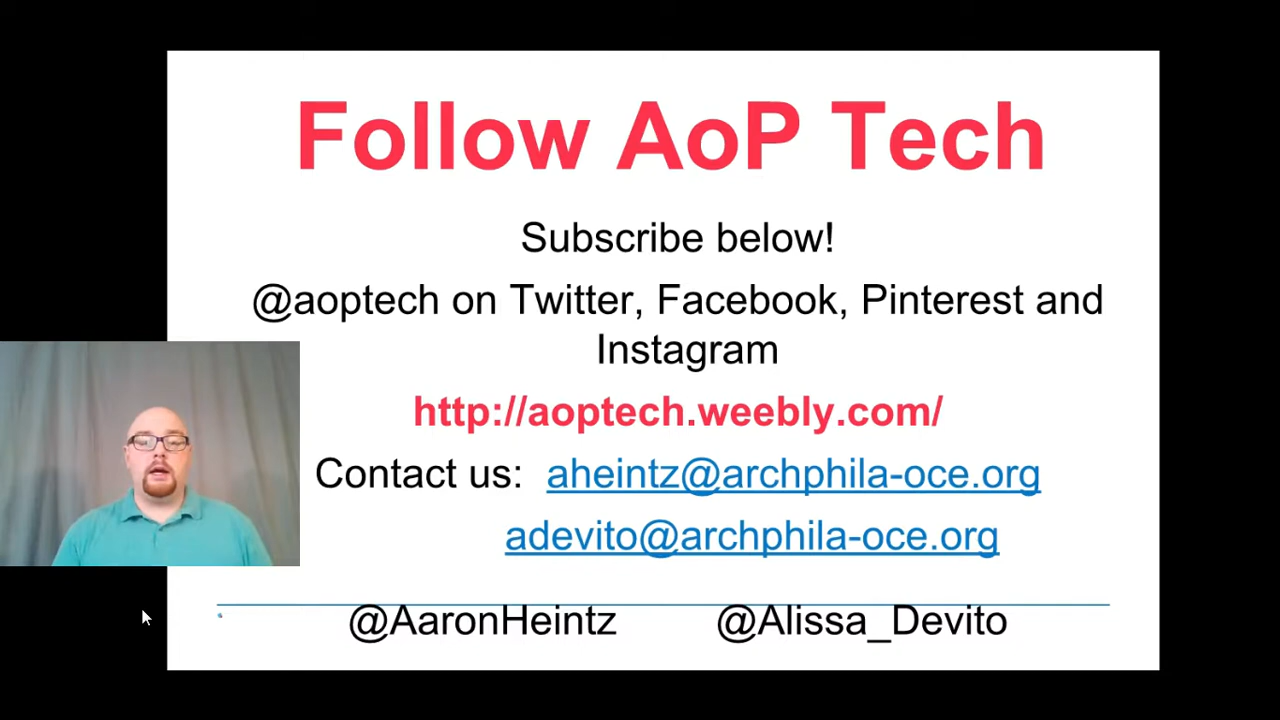 Follow AoP Tech
Subscribe below!
@aoptech on Twitter, Facebook, Pinterest and
Instagram
http://aoptech.weebly.com/
Contact us: aheintz@archphila-oce.org
adevito@archphila-oce.org
@AaronHeintz @Alissa_Devito